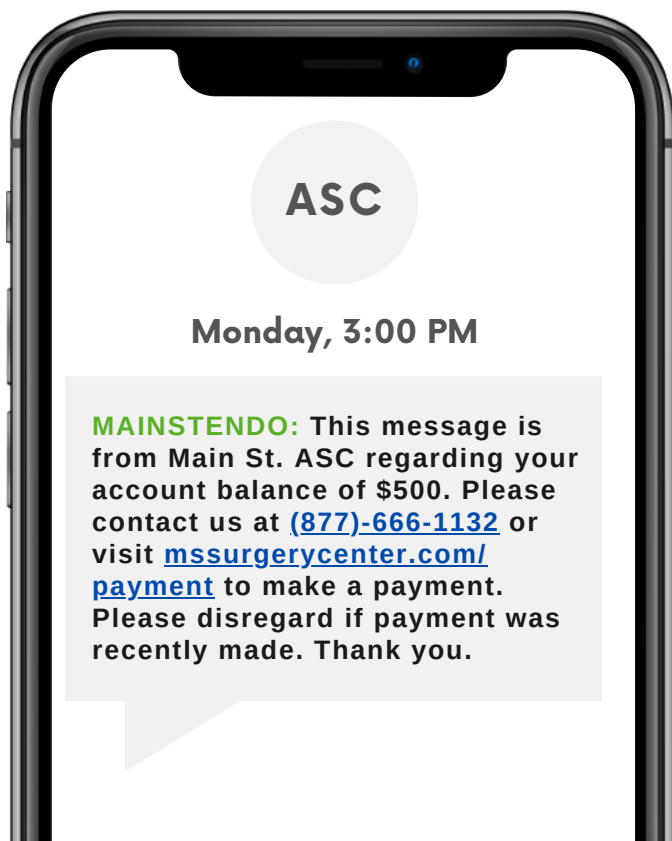 ASC
Monday, 3:00 PM
MAINSTENDO: This message is
from Main St. ASC regarding your
account balance of $500. Please
contact us at (877)-666-1132 or
visit mssurgerycenter.com/
payment to make a payment.
Please disregard if payment was
recently made. Thank you.